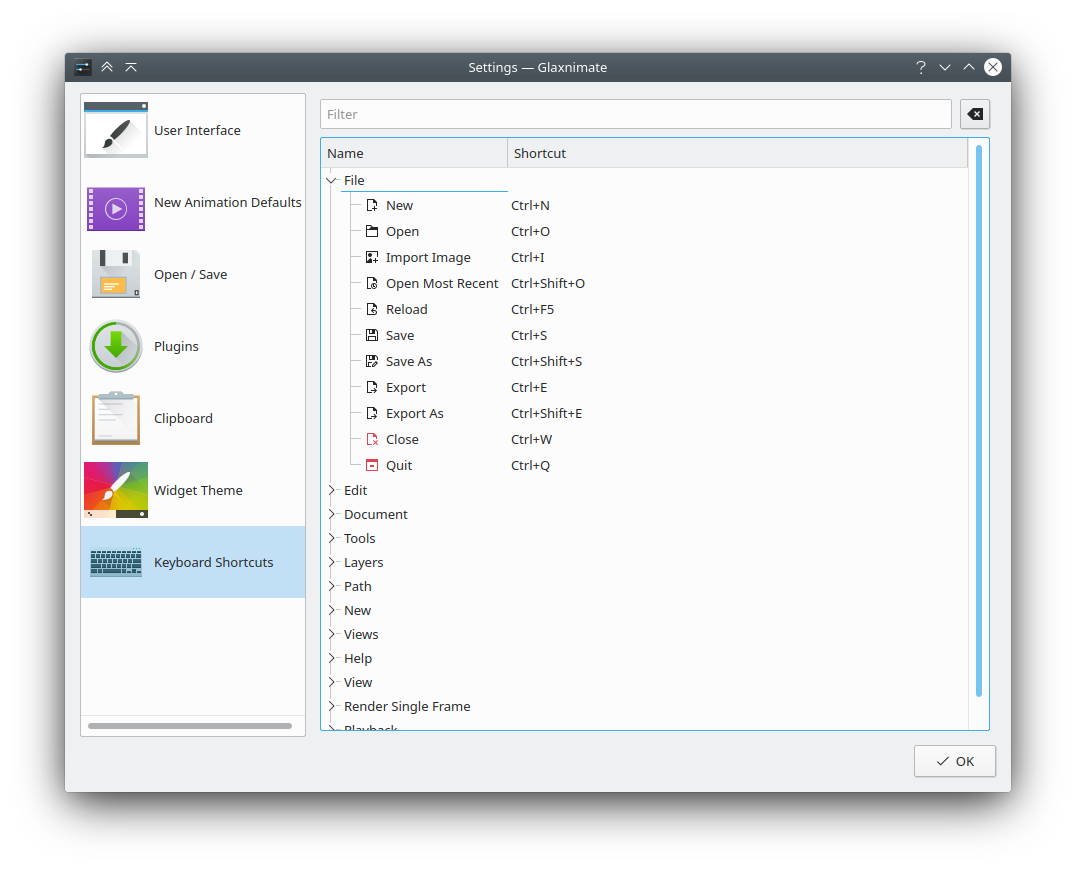 Settings — Glaxnimate
User Interface
New Animation Defaults
Open / Save
Plugins
Clipboard
Widget Theme
Keyboard Shortcuts
Filter
Name Shortcut
File
New Ctrl+N
Open Ctrl+O
Import Image Ctrl+I
Open Most Recent Ctrl+Shift+O
Reload Ctrl+F5
Save Ctrl+S
Save As Ctrl+Shift+S
Export Ctrl+E
Export As Ctrl+Shift+E
Close Ctrl+W
Quit Ctrl+Q
Edit
Document
Tools
Layers
Path
New
Views
Help
View
Render Single Frame
Playback
OK